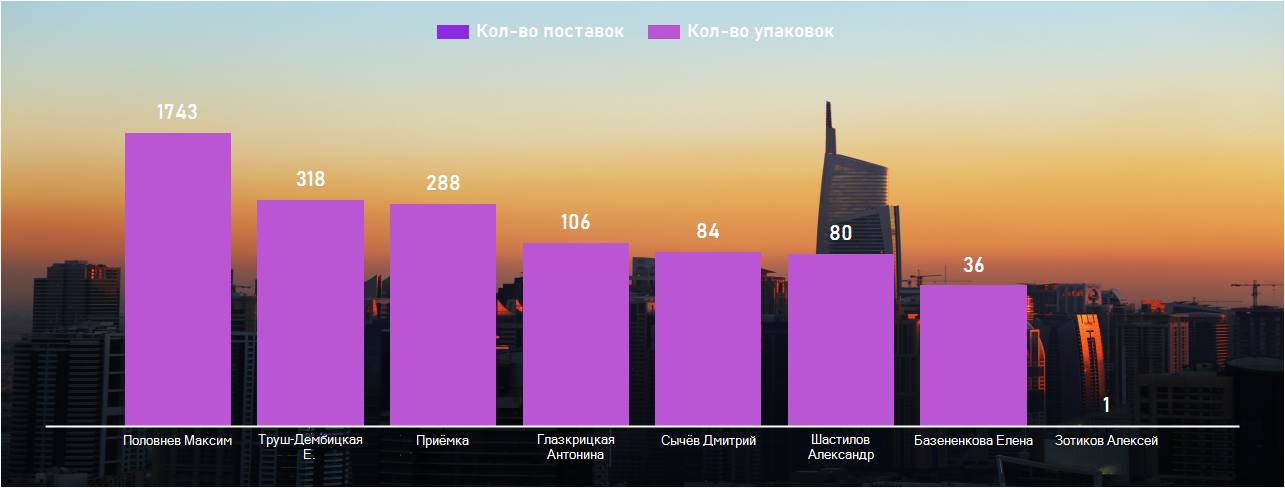 Кол-во поставок Кол-во упаковок
1743
318
288
106
84
80
36
1
Половнев Максим
Труш-Дембицкая
Е.
Приёмка
Глазкрицкая
Антонина
Сычёв Дмитрий
Шастилов
Александр
Базененкова Елена
Зотиков Алексей